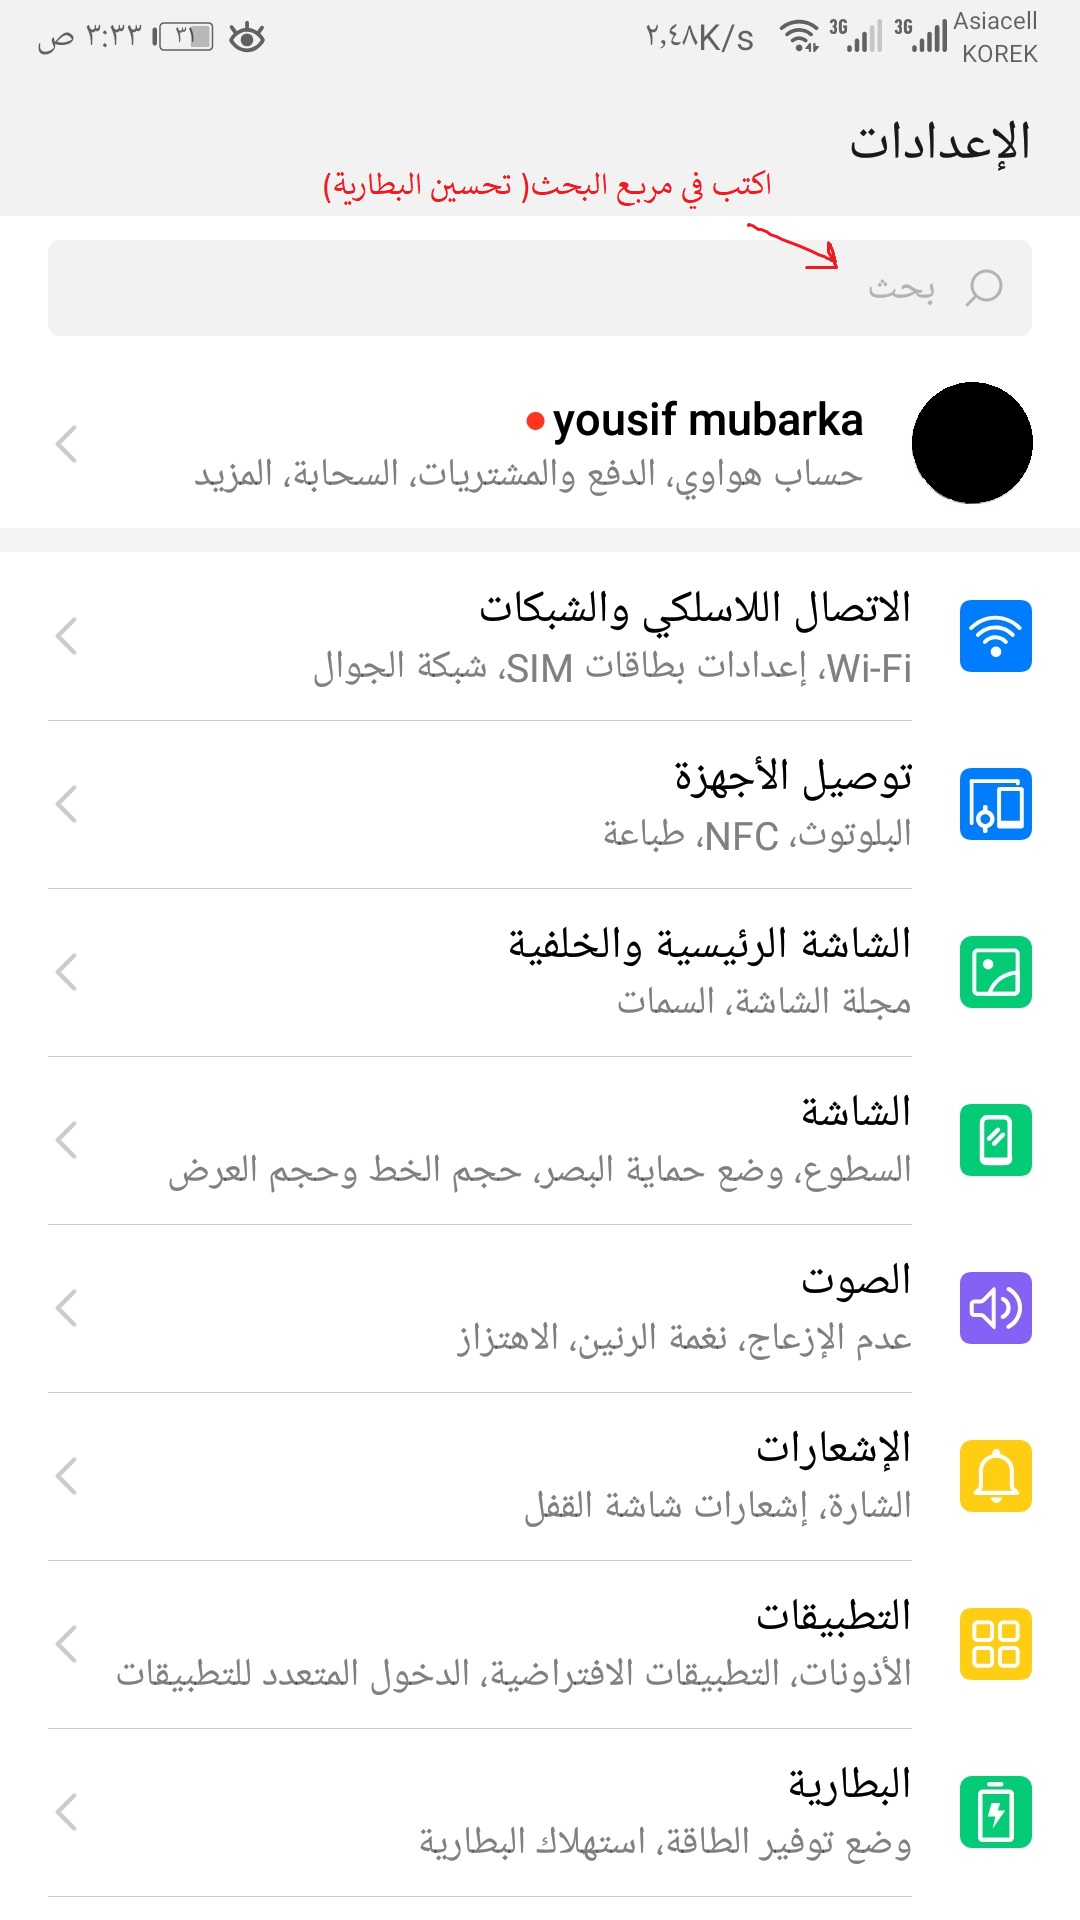 ٣:٣٣ ص ٣١ ٢,٤٨K/s 3G 3G Asiacell
KOREK
الإعدادات
اكتب في مربع البحث( تحسين البطارية)
بحث
yousif mubarka
حساب هواوي، الدفع والمشتريات، السحابة، المزيد
الاتصال اللاسلكي والشبكات
Wi-Fi، إعدادات بطاقات SIM، شبكة الجوال
توصيل الأجهزة
البلوتوث، NFC، طباعة
الشاشة الرئيسية والخلفية
مجلة الشاشة، السمات
الشاشة
السطوع، وضع حماية البصر، حجم الخط وحجم العرض
الصوت
عدم الإزعاج، نغمة الرنين، الاهتزاز
الإشعارات
الشارة، إشعارات شاشة القفل
التطبيقات
الأذونات، التطبيقات الافتراضية، الدخول المتعدد للتطبيقات
البطارية
وضع توفير الطاقة، استهلاك البطارية